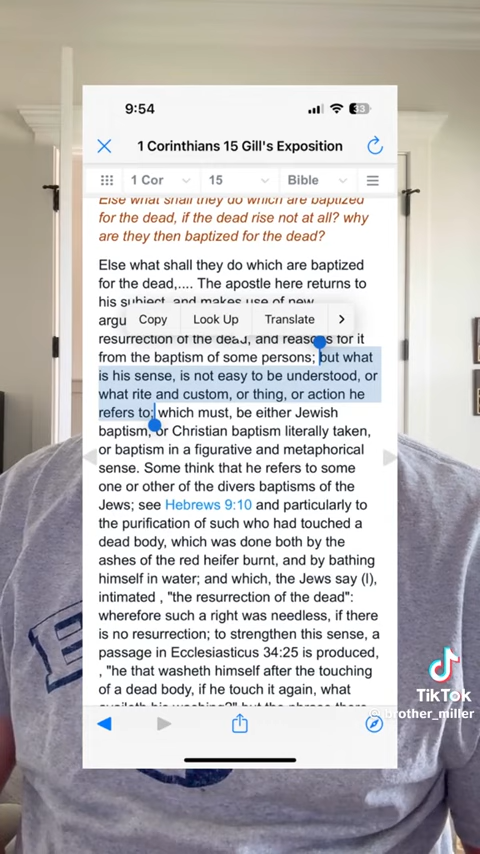 9:54
33
1 Corinthians 15 Gill's Exposition
1 Cor
15
Bible
Else what shall they do which are baptized
for the dead, if the dead rise not at all? why
are they then baptized for the dead?
Else what shall they do which are baptized
for the dead,.... The apostle here returns to
his subject, and makes use of new
argu
Copy
Look Up
Translate
resurrection of the dead, and reasons for it
from the baptism of some persons; but what
is his sense, is not easy to be understood, or
what rite and custom, or thing, or action he
refers to; which must, be either Jewish
baptism, or Christian baptism literally taken,
or baptism in a figurative and metaphorical
sense. Some think that he refers to some
one or other of the divers baptisms of the
Jews; see Hebrews 9:10 and particularly to
the purification of such who had touched a
dead body, which was done both by the
ashes of the red heifer burnt, and by bathing
himself in water; and which, the Jews say (l),
intimated , "the resurrection of the dead":
wherefore such a right was needless, if there
is no resurrection; to strengthen this sense, a
passage in Ecclesiasticus 34:25 is produced,
, "he that washeth himself after the touching
of a dead body, if he touch it again, what
availeth his washing?" but the phrase there
TikTok
@brother_miller